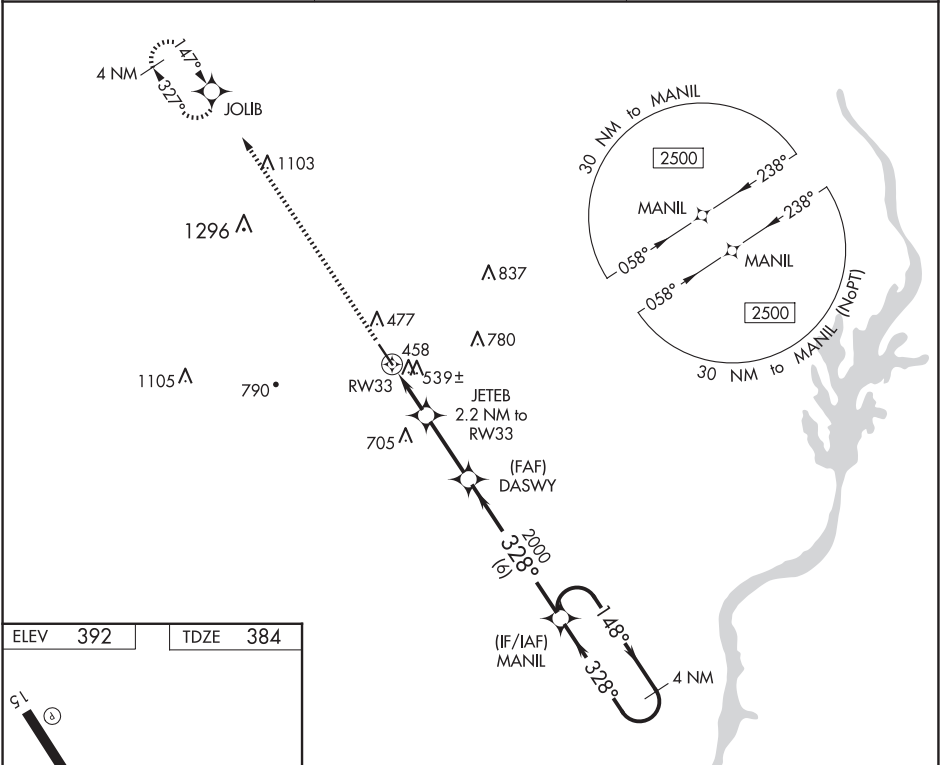 147°
4 NM
327°
JOLIB
1103
1296
837
477
780
458
1105
790
RW33
539±
JETEB
2.2 NM to
RW33
705
(FAF)
DASWY
2000
328°
(6)
(IF/IAF)
MANIL
148°
328°
4 NM
30 NM to MANIL
2500
238°
MANIL
058°
238°
MANIL
058°
2500
30 NM to MANIL (NoPT)
ELEV 392
TDZE 384
15
P